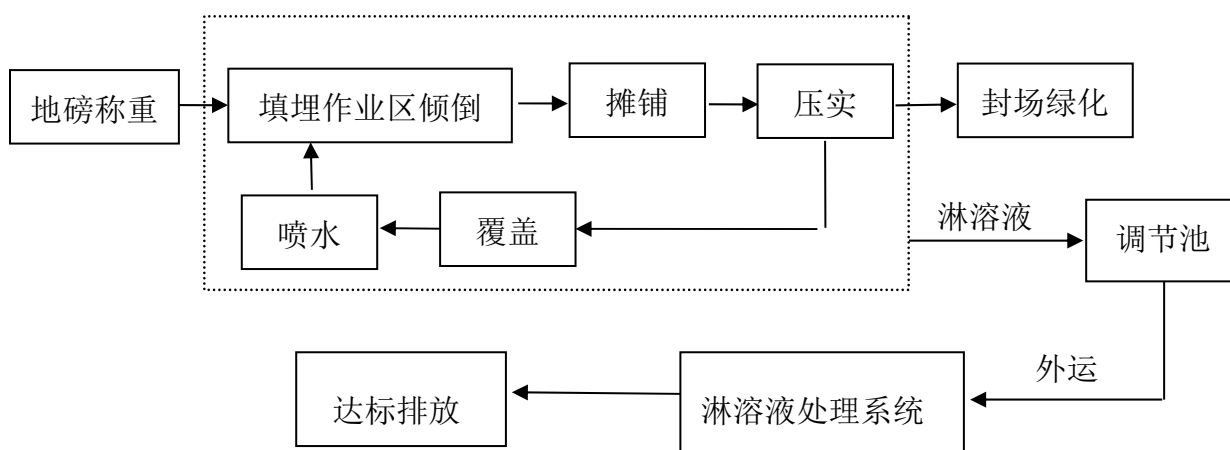 地磅称重
填埋作业区倾倒
摊铺
压实
封场绿化
喷水
覆盖
淋溶液
调节池
外运
达标排放
淋溶液处理系统